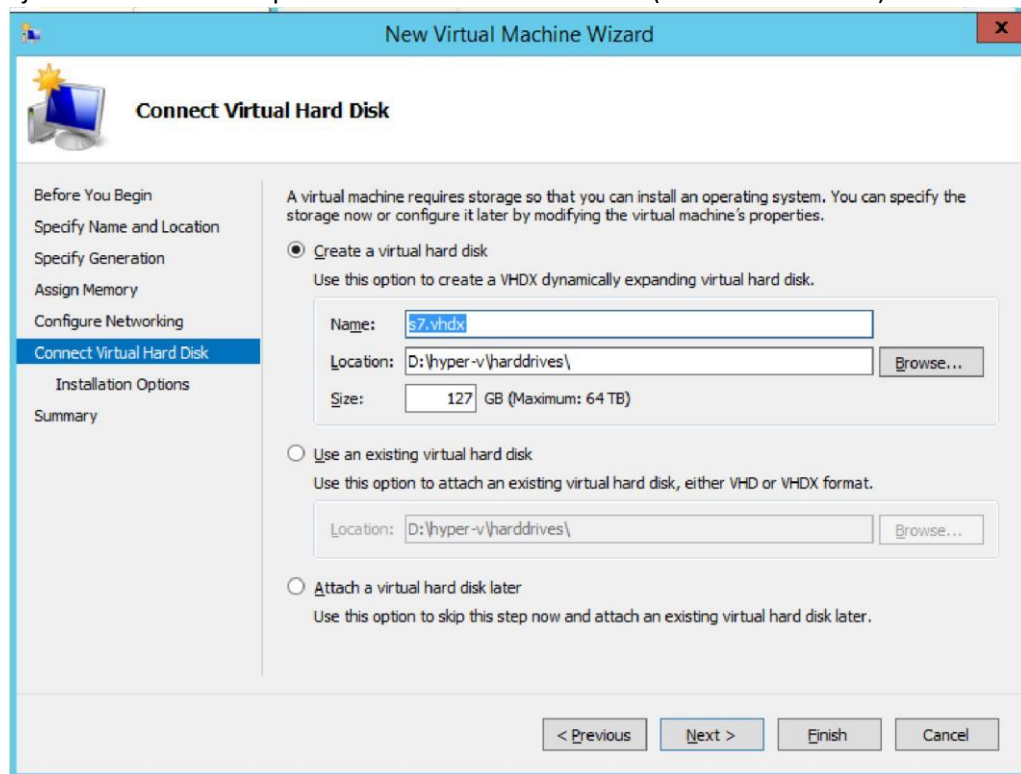 New Virtual Machine Wizard
x
Connect Virtual Hard Disk
Before You Begin
Specify Name and Location
Specify Generation
Assign Memory
Configure Networking
Connect Virtual Hard Disk
Installation Options
Summary
A virtual machine requires storage so that you can install an operating system. You can specify the
storage now or configure it later by modifying the virtual machine's properties.
Create a virtual hard disk
Use this option to create a VHDX dynamically expanding virtual hard disk.
Name: s7.vhdx
Location: D:\hyper-v\harddrives\ Browse...
Size: 127 GB (Maximum: 64 TB)
Use an existing virtual hard disk
Use this option to attach an existing virtual hard disk, either VHD or VHDX format.
Location: D:\hyper-v\harddrives\ Browse...
Attach a virtual hard disk later
Use this option to skip this step now and attach an existing virtual hard disk later.
< Previous Next > Finish Cancel